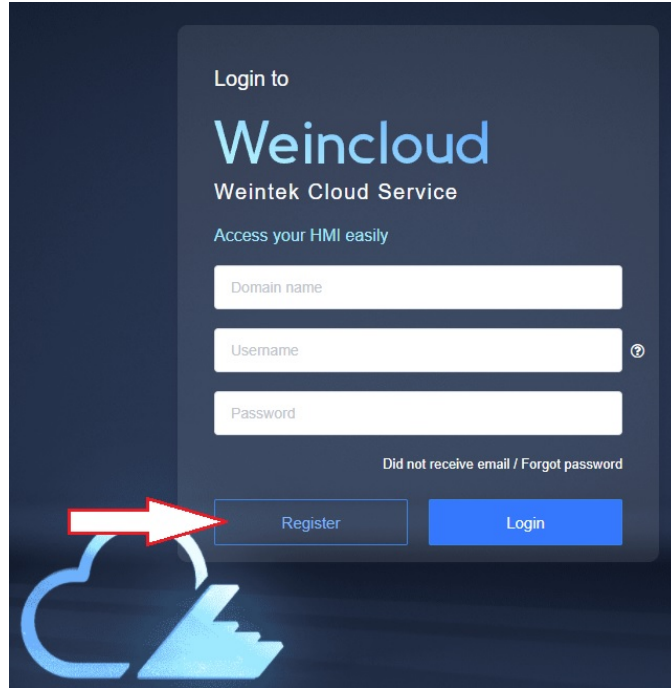 Login to
Weincloud
Weintek Cloud Service
Access your HMI easily
Domain name
Username
Password
Did not receive email / Forgot password
Register
Login